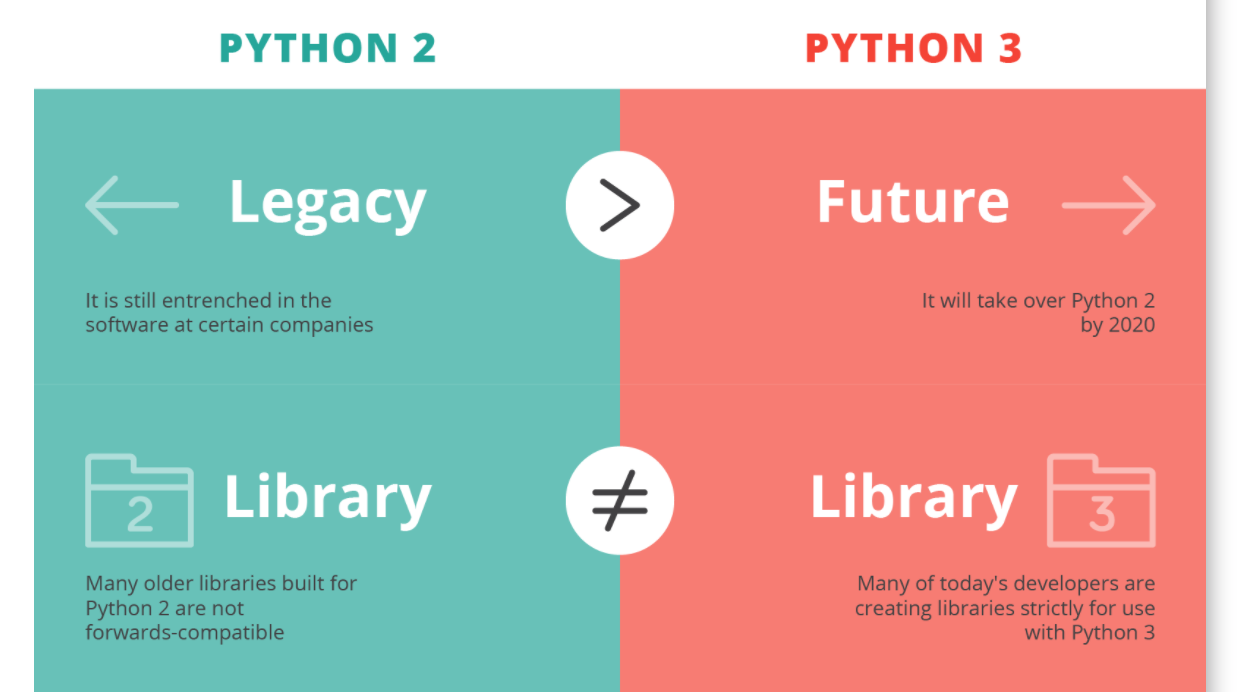 PYTHON 2
PYTHON 3
Legacy
>
Future
It is still entrenched in the
software at certain companies
It will take over Python 2
by 2020
2
Library
≠
Library
3
Many older libraries built for
Python 2 are not
forwards-compatible
Many of today's developers are
creating libraries strictly for use
with Python 3